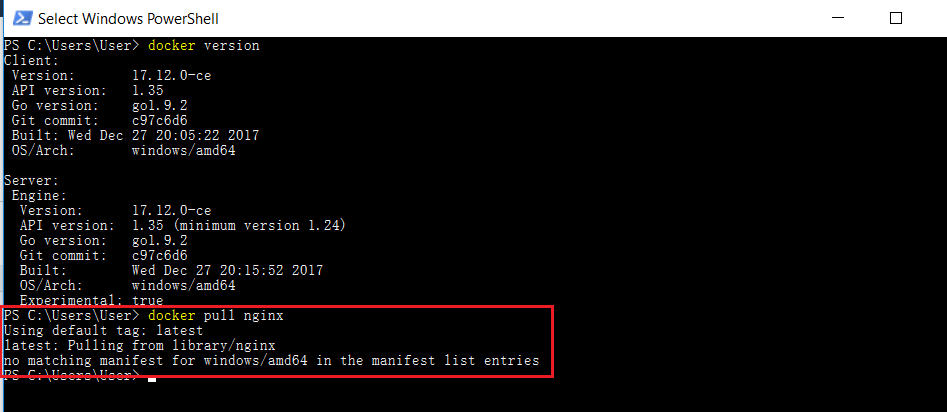 Select Windows PowerShell
PS C:\Users\User> docker version
Client:
 Version:       17.12.0-ce
 API version:   1.35
 Go version:    go1.9.2
 Git commit:    c97c6d6
 Built: Wed Dec 27 20:05:22 2017
 OS/Arch:       windows/amd64
Server:
 Engine:
  Version:      17.12.0-ce
  API version:  1.35 (minimum version 1.24)
  Go version:   go1.9.2
  Git commit:   c97c6d6
  Built:        Wed Dec 27 20:15:52 2017
  OS/Arch:      windows/amd64
  Experimental: true
PS C:\Users\User> docker pull nginx
Using default tag: latest
latest: Pulling from library/nginx
no matching manifest for windows/amd64 in the manifest list entries
PS C:\Users\User>